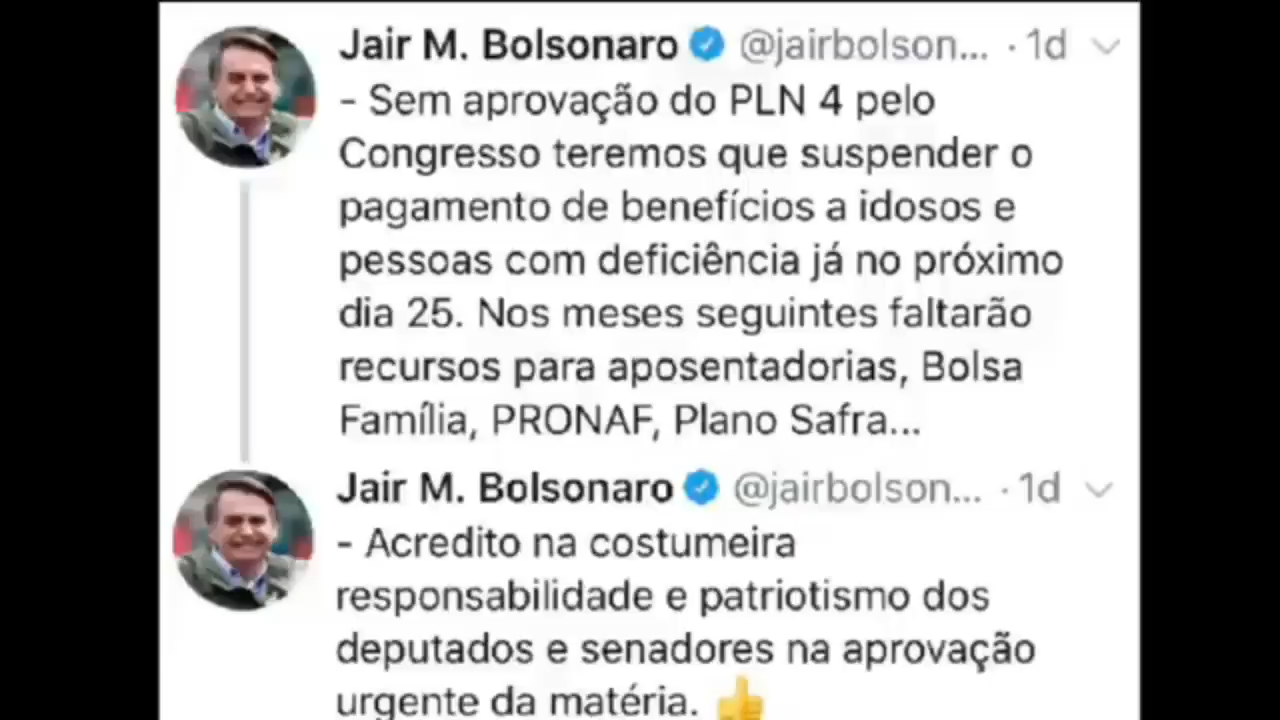 Jair M. Bolsonaro @jairbolson... · 1d
- Sem aprovação do PLN 4 pelo
Congresso teremos que suspender o
pagamento de benefícios a idosos e
pessoas com deficiência já no próximo
dia 25. Nos meses seguintes faltarão
recursos para aposentadorias, Bolsa
Família, PRONAF, Plano Safra...
Jair M. Bolsonaro @jairbolson... · 1d
- Acredito na costumeira
responsabilidade e patriotismo dos
deputados e senadores na aprovação
urgente da matéria. 👍